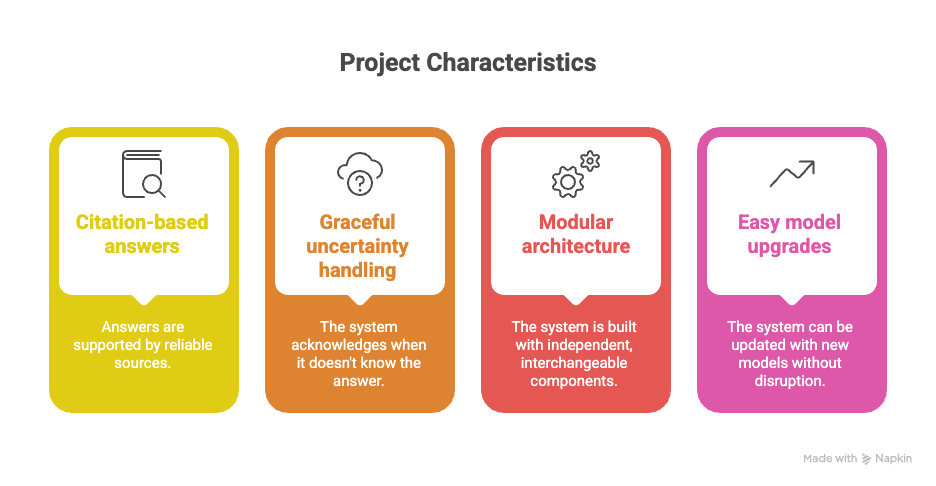 Project Characteristics
Citation-based
answers
Answers are
supported by reliable
sources.
Graceful
uncertainty
handling
The system
acknowledges when
it doesn't know the
answer.
Modular
architecture
The system is built
with independent,
interchangeable
components.
Easy model
upgrades
The system can be
updated with new
models without
disruption.
?
Made with Napkin